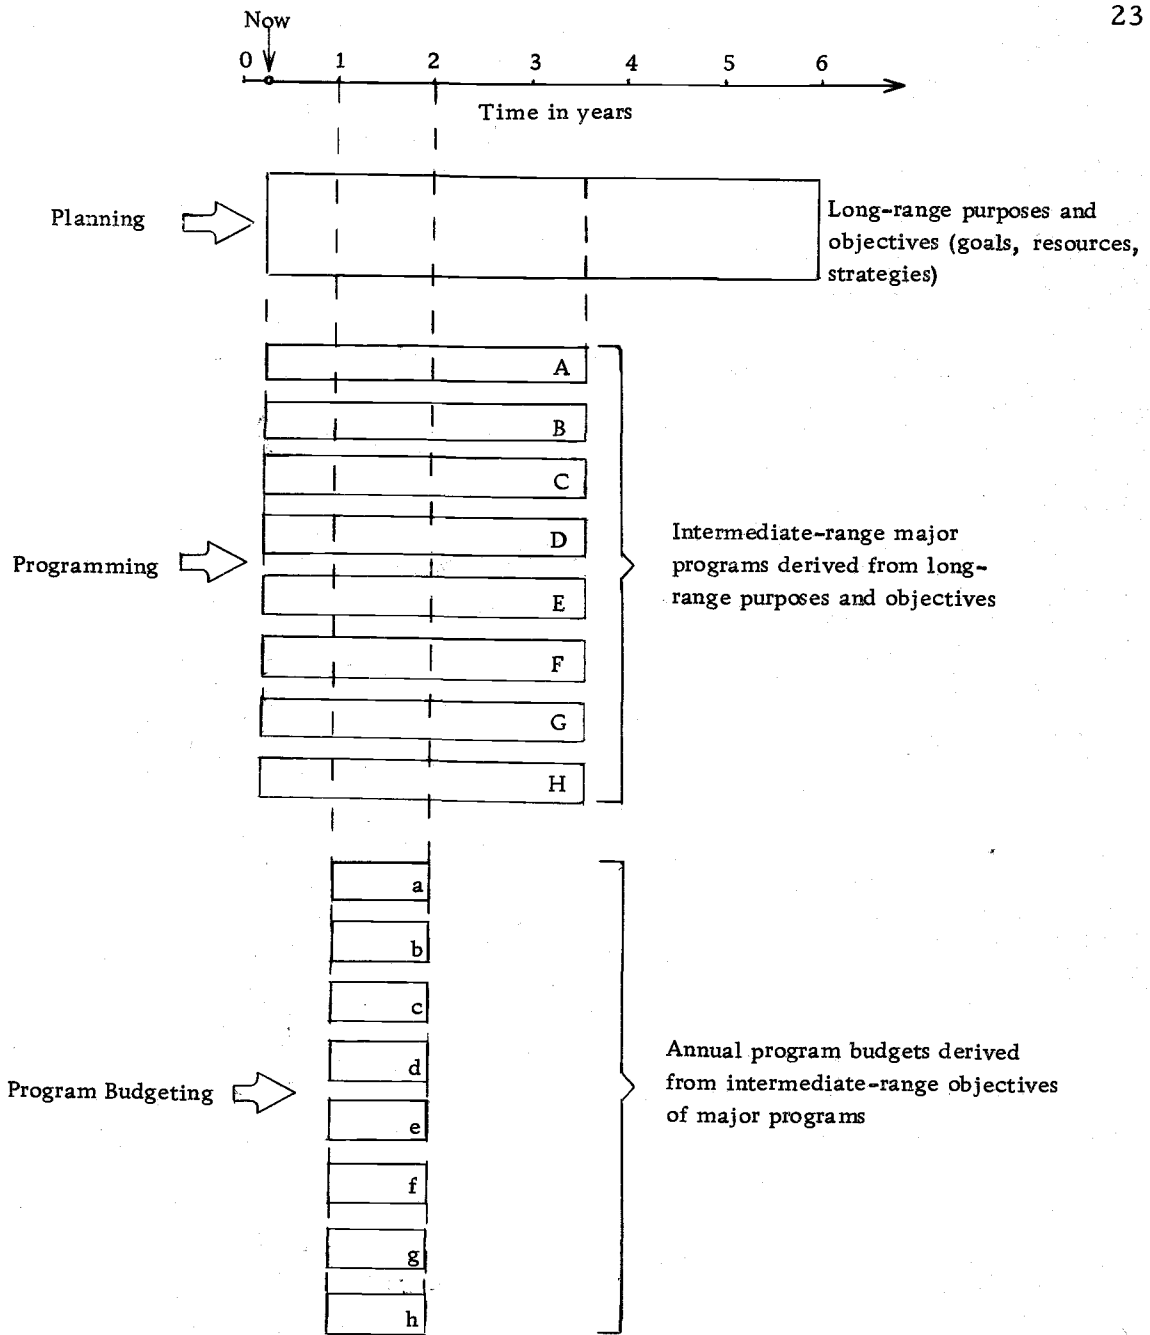 23
Now
0 1 2 3 4 5 6
Time in years
Planning
Long-range purposes and
objectives (goals, resources,
strategies)
A
B
C
D
E
F
G
H
Programming
Intermediate-range major
programs derived from long-
range purposes and objectives
a
b
c
d
e
f
g
h
Program Budgeting
Annual program budgets derived
from intermediate-range objectives
of major programs